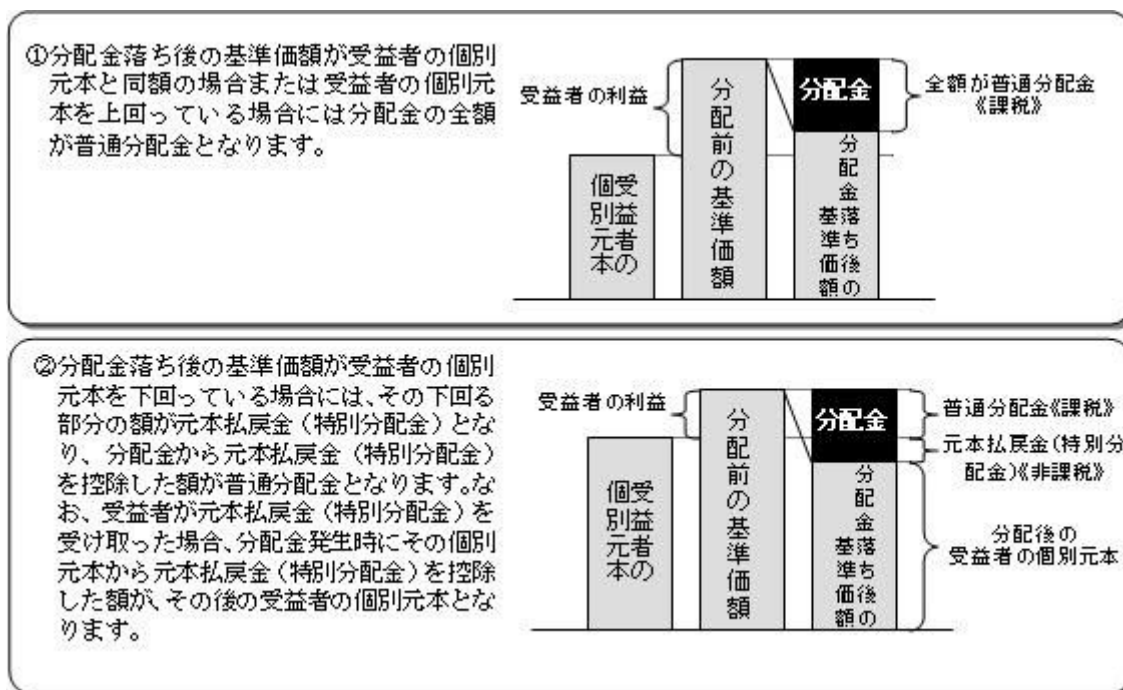 ①分配金落ち後の基準価額が受益者の個別
元本と同額の場合または受益者の個別元
本を上回っている場合には分配金の全額
が普通分配金となります。
受益者の利益
受益者の
個別元本
分配前の基準価額
分配金
分配金落ち後の
基準価額
全額が普通分配金
《課税》
②分配金落ち後の基準価額が受益者の個別
元本を下回っている場合には、その下回る
部分の額が元本払戻金（特別分配金）とな
り、分配金から元本払戻金（特別分配金）
を控除した額が普通分配金となります。な
お、受益者が元本払戻金（特別分配金）を
受け取った場合、分配金発生時にその個別
元本から元本払戻金（特別分配金）を控除
した額が、その後の受益者の個別元本とな
ります。
受益者の利益
受益者の
個別元本
分配前の基準価額
分配金
分配金落ち後の
基準価額
普通分配金《課税》
元本払戻金（特別分
配金）《非課税》
分配後の
受益者の個別元本